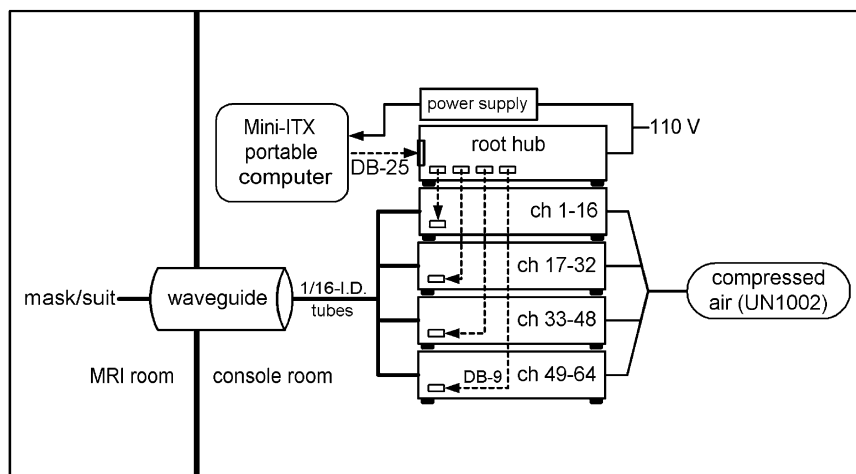 power supply
Mini-ITX
portable
computer
DB-25
root hub
110 V
ch 1-16
ch 17-32
ch 33-48
ch 49-64
DB-9
compressed
air (UN1002)
mask/suit
waveguide
1/16-I.D.
tubes
MRI room
console room